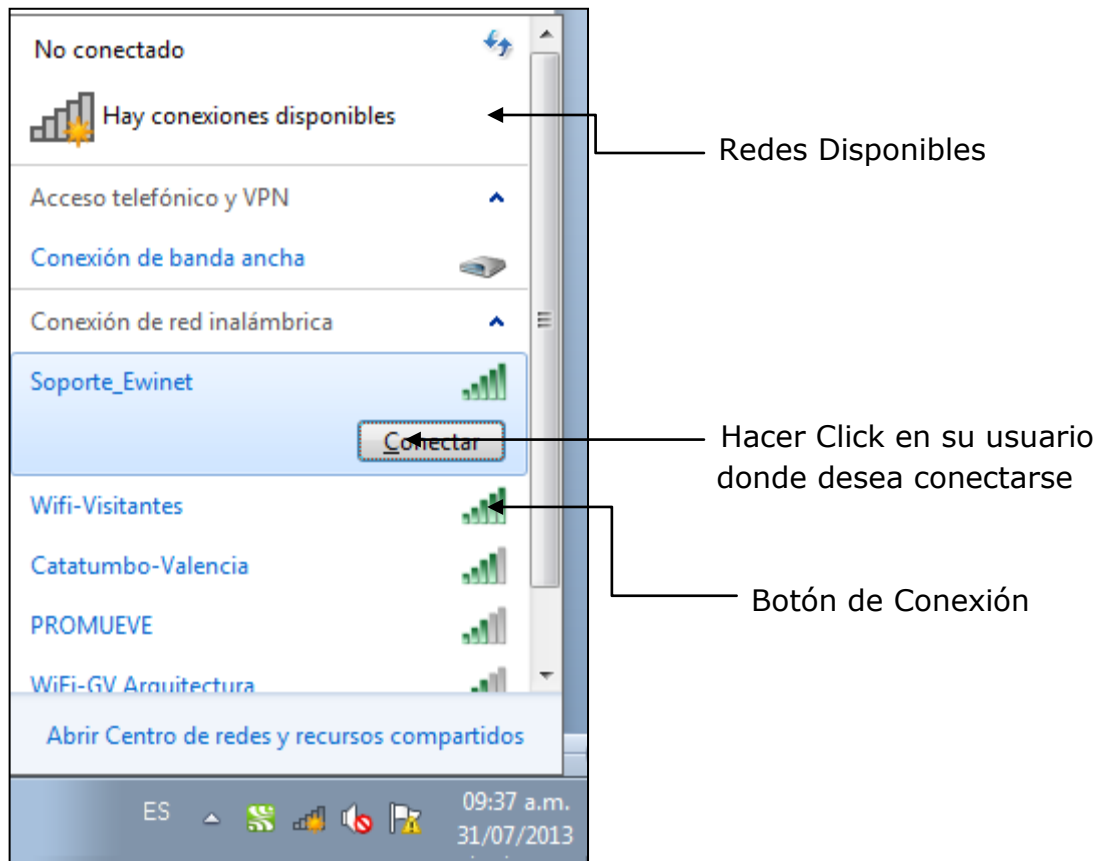 No conectado
Hay conexiones disponibles
Redes Disponibles
Acceso telefónico y VPN
Conexión de banda ancha
Conexión de red inalámbrica
Soporte_Ewinet
Conectar
Hacer Click en su usuario
donde desea conectarse
Wifi-Visitantes
Catatumbo-Valencia
Botón de Conexión
PROMUEVE
WiFi-GV Arquitectura
Abrir Centro de redes y recursos compartidos
ES
09:37 a.m.
31/07/2013